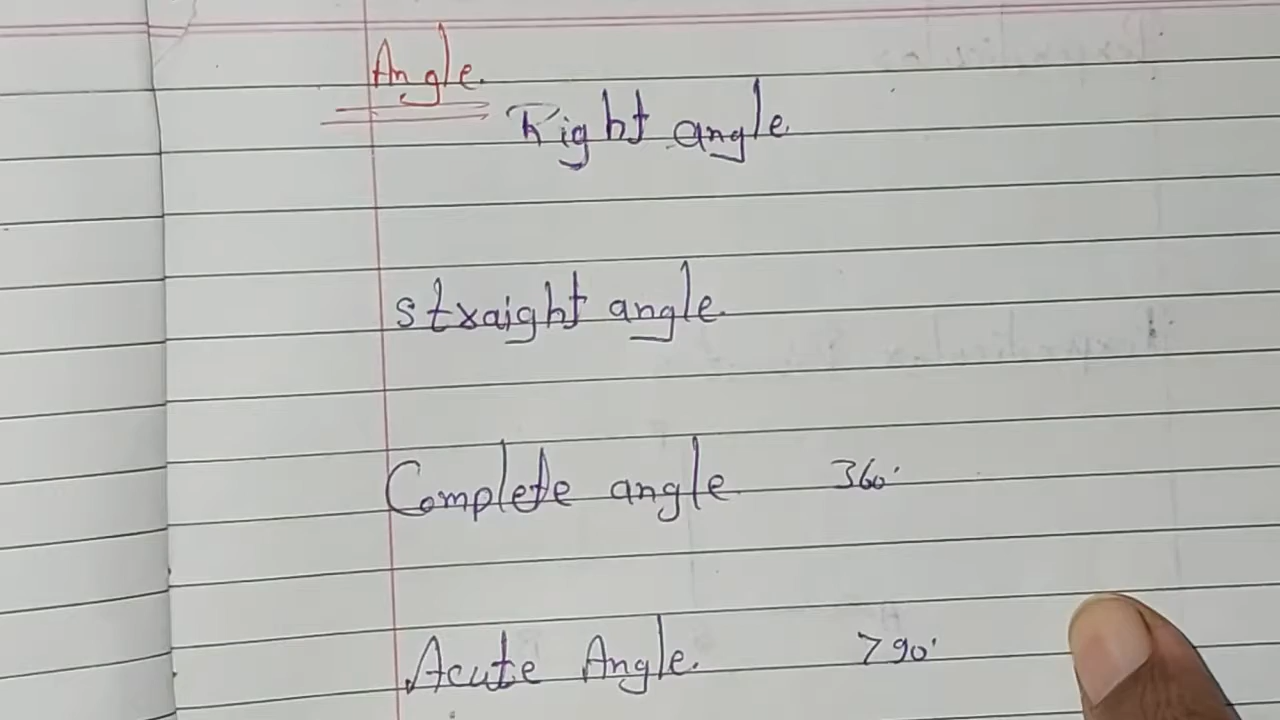 Angle.
Right angle.
straight angle.
Complete angle 360°
Acute Angle. >90°